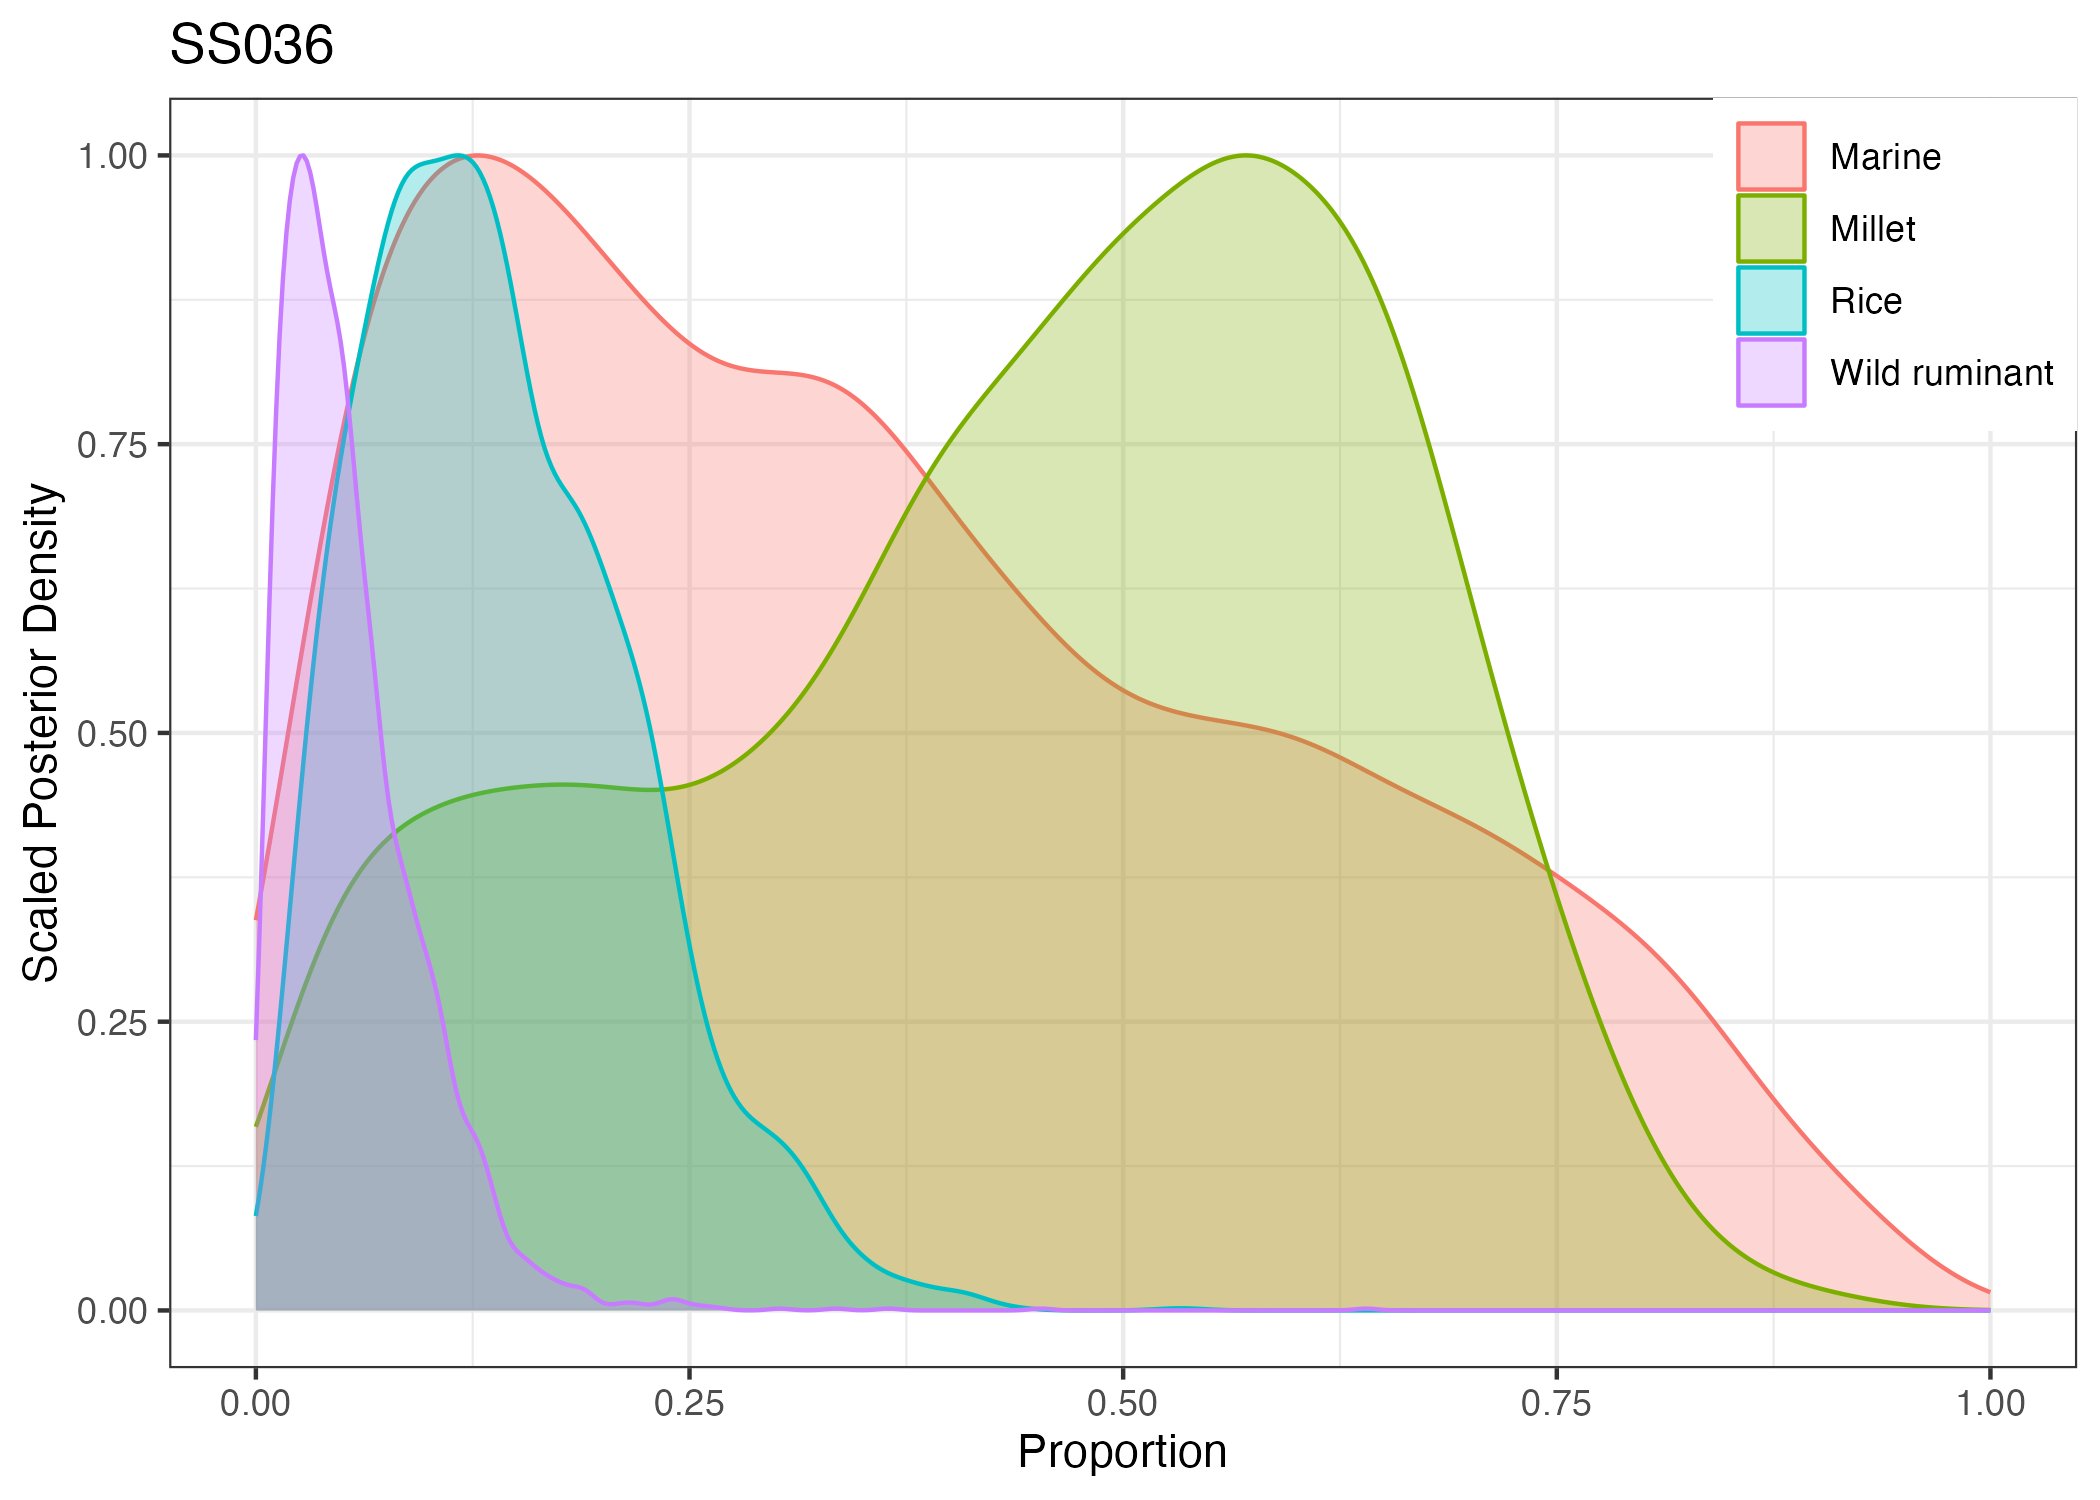 SS036
Marine
Millet
Rice
Wild ruminant
Scaled Posterior Density
1.00
0.75
0.50
0.25
0.00
0.00 0.25 0.50 0.75 1.00
Proportion